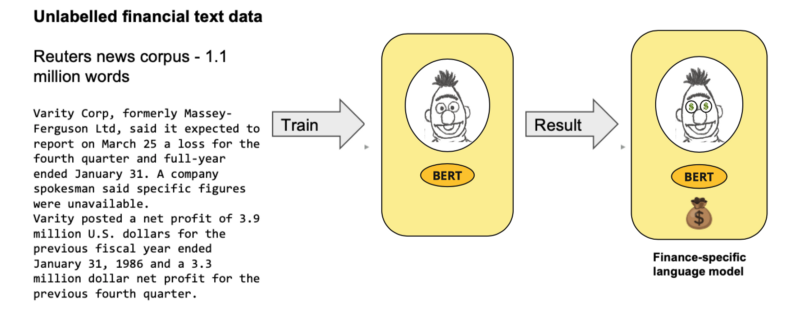 Unlabelled financial text data
Reuters news corpus - 1.1
million words
Varity Corp, formerly Massey-
Ferguson Ltd, said it expected to
report on March 25 a loss for the
fourth quarter and full-year
ended January 31. A company
spokesman said specific figures
were unavailable.
Varity posted a net profit of 3.9
million U.S. dollars for the
previous fiscal year ended
January 31, 1986 and a 3.3
million dollar net profit for the
previous fourth quarter.
Train
BERT
Result
$ $
BERT
$
Finance-specific
language model